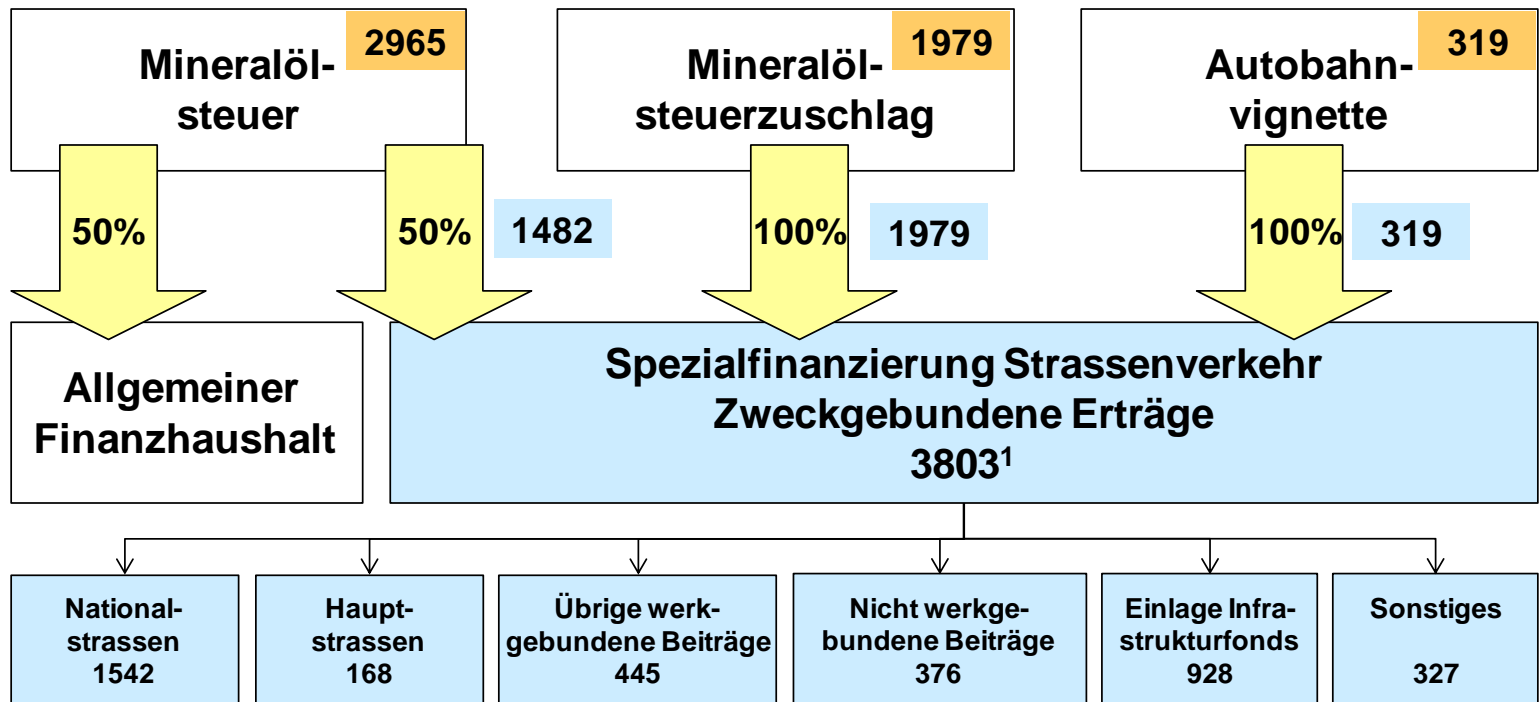 Mineralöl-
steuer
2965
Mineralöl-
steuerzuschlag
1979
Autobahn-
vignette
319
50%
50%
1482
100%
1979
100%
319
Allgemeiner
Finanzhaushalt
Spezialfinanzierung Strassenverkehr
Zweckgebundene Erträge
3803¹
National-
strassen
1542
Haupt-
strassen
168
Übrige werk-
gebundene Beiträge
445
Nicht werkge-
bundene Beiträge
376
Einlage Infra-
strukturfonds
928
Sonstiges
327